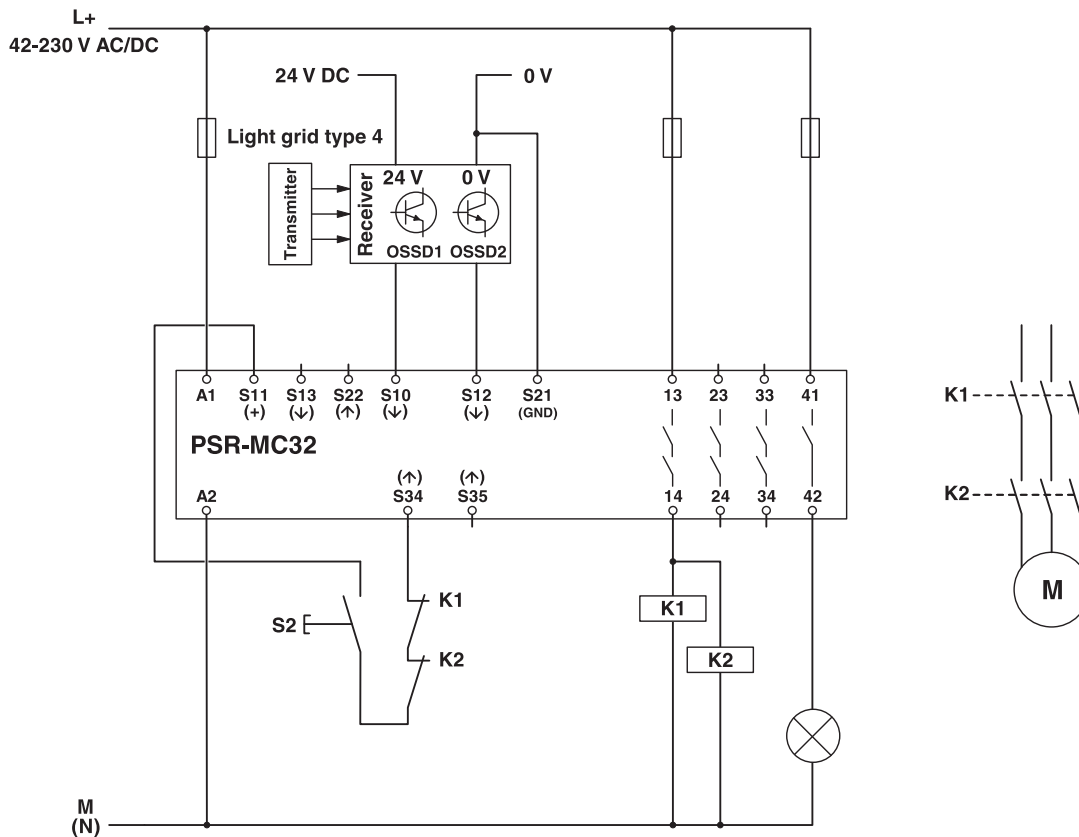 L+
42-230 V AC/DC
24 V DC
0 V
Light grid type 4
Transmitter
Receiver
24 V
0 V
OSSD1
OSSD2
A1
S11
(+)
S13
(↓)
S22
(↑)
S10
(↓)
S12
(↓)
S21
(GND)
13
23
33
41
PSR-MC32
A2
(↑)
S34
(↑)
S35
14
24
34
42
K1
K2
M
S2
K1
K2
K1
K2
M
(N)